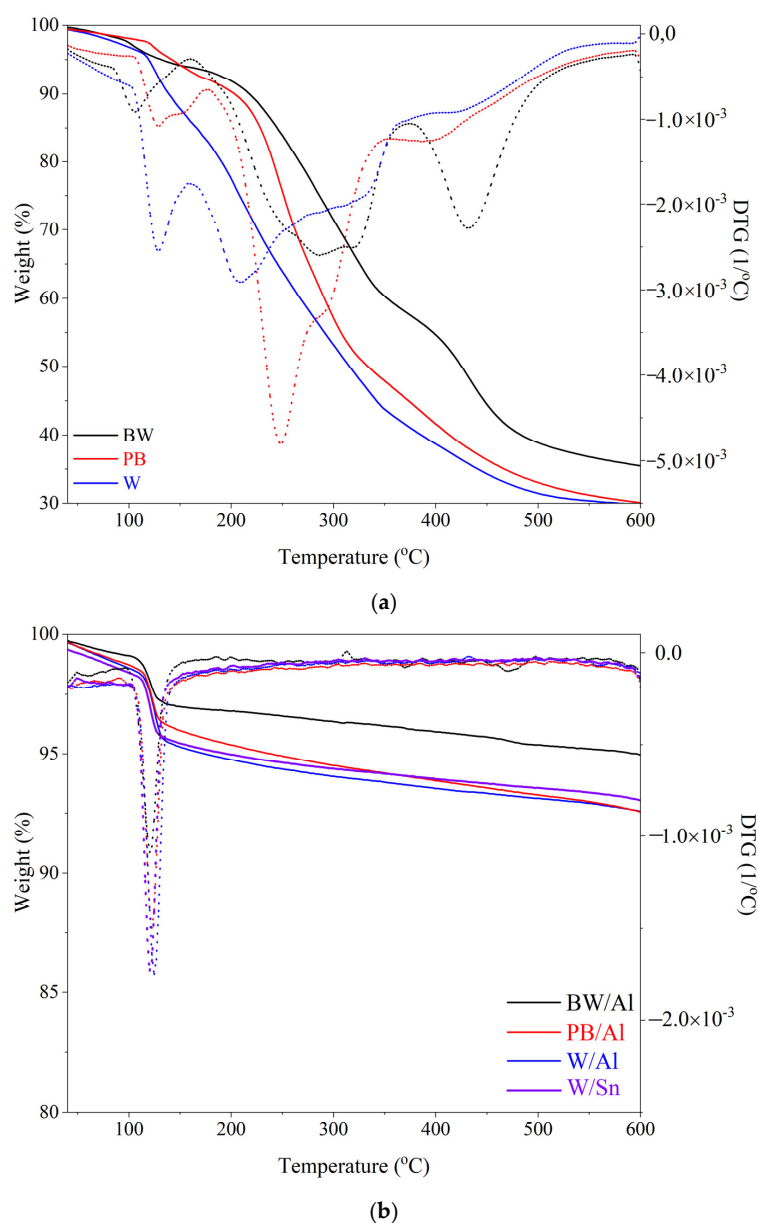 100
90
80
70
60
50
40
30
Weight (%)
BW
PB
W
0,0
−1.0×10⁻³
−2.0×10⁻³
−3.0×10⁻³
−4.0×10⁻³
−5.0×10⁻³
DTG (1/°C)
100 200 300 400 500 600
Temperature (°C)
(a)
100
95
90
85
80
Weight (%)
BW/Al
PB/Al
W/Al
W/Sn
0.0
−1.0×10⁻³
−2.0×10⁻³
DTG (1/°C)
100 200 300 400 500 600
Temperature (°C)
(b)